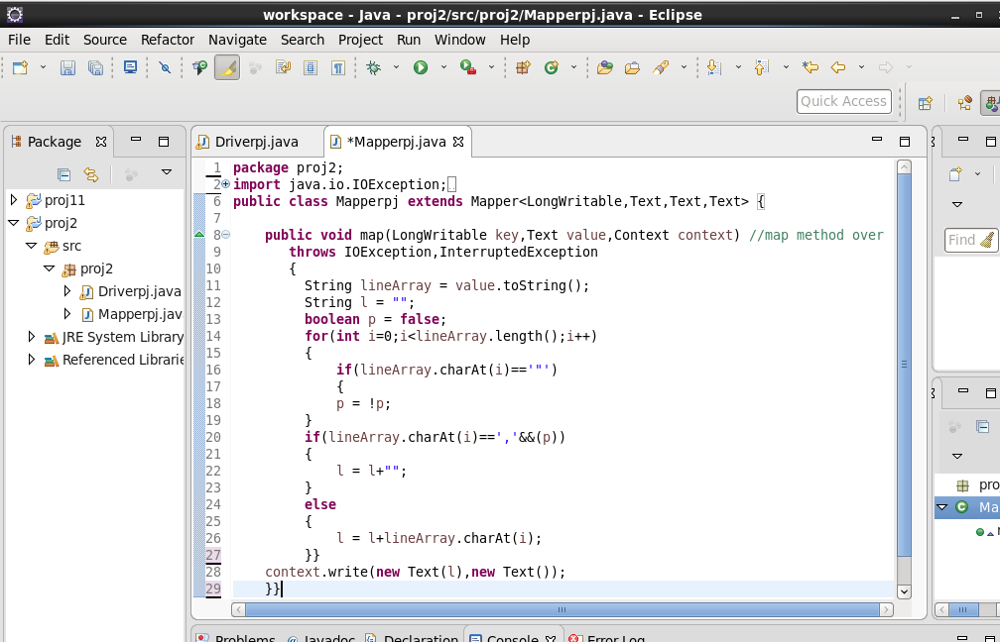 workspace - Java - proj2/src/proj2/Mapperpj.java - Eclipse
File Edit Source Refactor Navigate Search Project Run Window Help
Quick Access
Package
Driverpj.java
*Mapperpj.java
proj11
proj2
src
proj2
Driverpj.java
Mapperpj.jav
JRE System Library
Referenced Librarie
1 package proj2;
2 import java.io.IOException;
6 public class Mapperpj extends Mapper<LongWritable,Text,Text,Text> {
7
8 public void map(LongWritable key,Text value,Context context) //map method over
9 throws IOException,InterruptedException
10 {
11 String lineArray = value.toString();
12 String l = "";
13 boolean p = false;
14 for(int i=0;i<lineArray.length();i++)
15 {
16 if(lineArray.charAt(i)=='"')
17 {
18 p = !p;
19 }
20 if(lineArray.charAt(i)==','&&(p))
21 {
22 l = l+"";
23 }
24 else
25 {
26 l = l+lineArray.charAt(i);
27 }}
28 context.write(new Text(l),new Text());
29 }}
Find
pro
Ma
Problems @ Javadoc Declaration Console Error Log